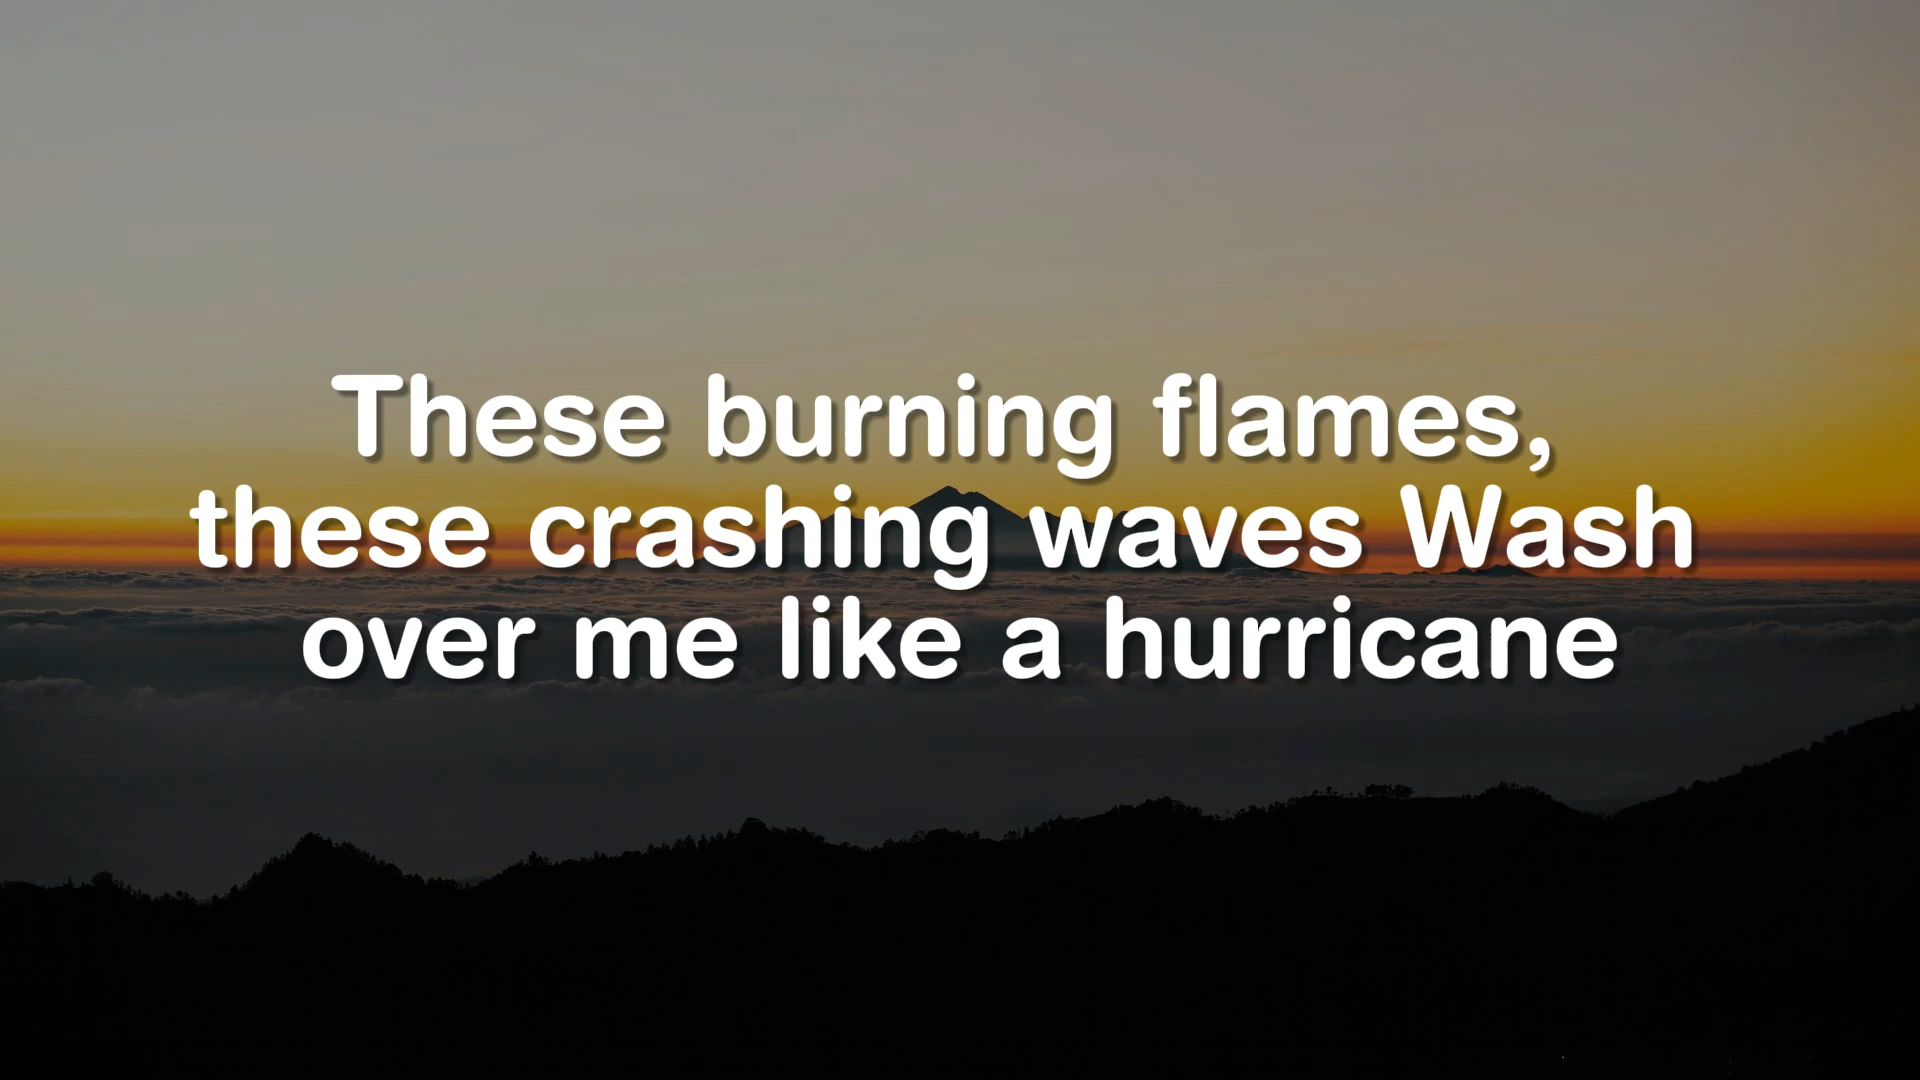 These burning flames,
these crashing waves Wash
over me like a hurricane